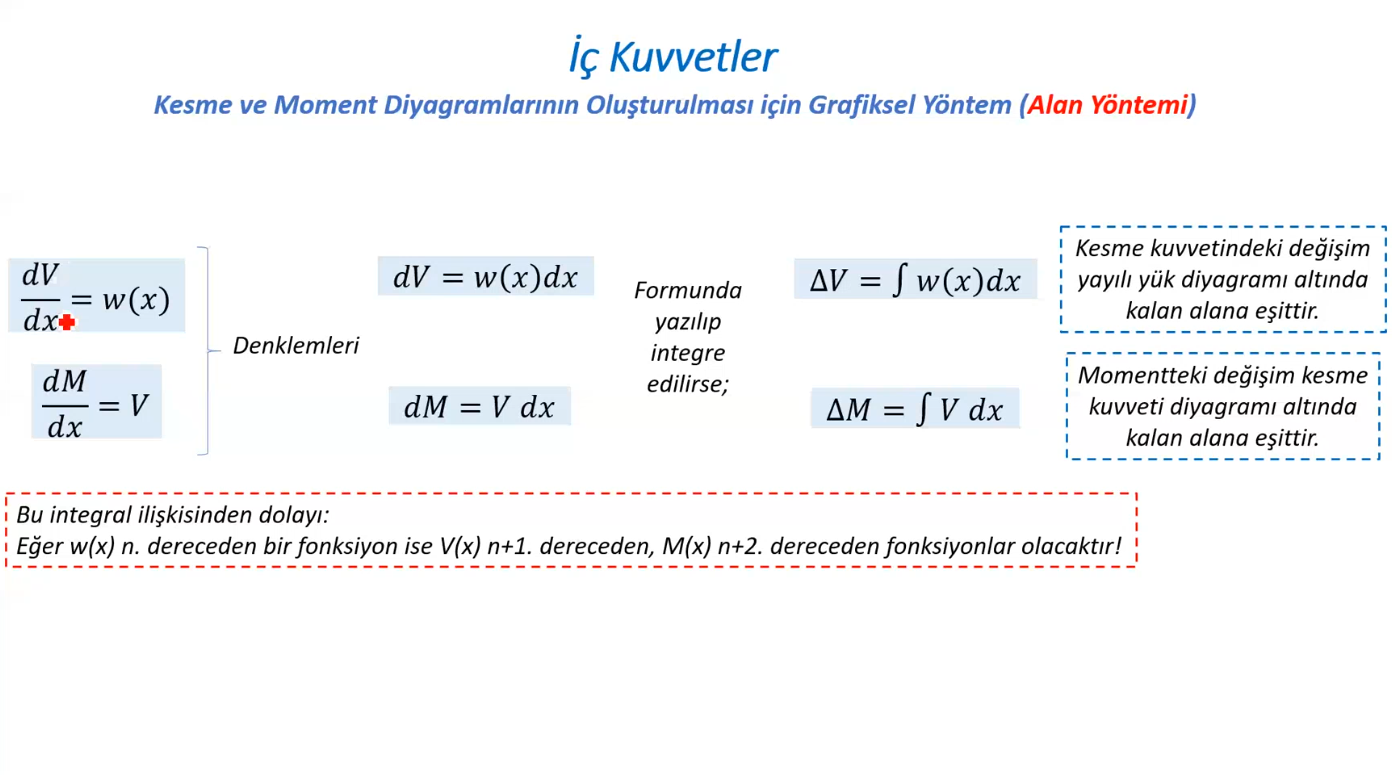 İç Kuvvetler
Kesme ve Moment Diyagramlarının Oluşturulması için Grafiksel Yöntem (Alan Yöntemi)
dV/dx = w(x)
dM/dx = V
Denklemleri
dV = w(x)dx
dM = V dx
Formunda
yazılıp
integre
edilirse;
ΔV = ∫ w(x)dx
ΔM = ∫ V dx
Kesme kuvvetindeki değişim
yayılı yük diyagramı altında
kalan alana eşittir.
Momentteki değişim kesme
kuvveti diyagramı altında
kalan alana eşittir.
Bu integral ilişkisinden dolayı:
Eğer w(x) n. dereceden bir fonksiyon ise V(x) n+1. dereceden, M(x) n+2. dereceden fonksiyonlar olacaktır!